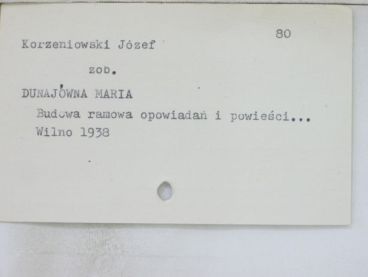 80
Korzeniowski Józef
zob.
DUNAJÓWNA MARIA
Budowa ramowa opowiadań i powieści...
Wilno 1938